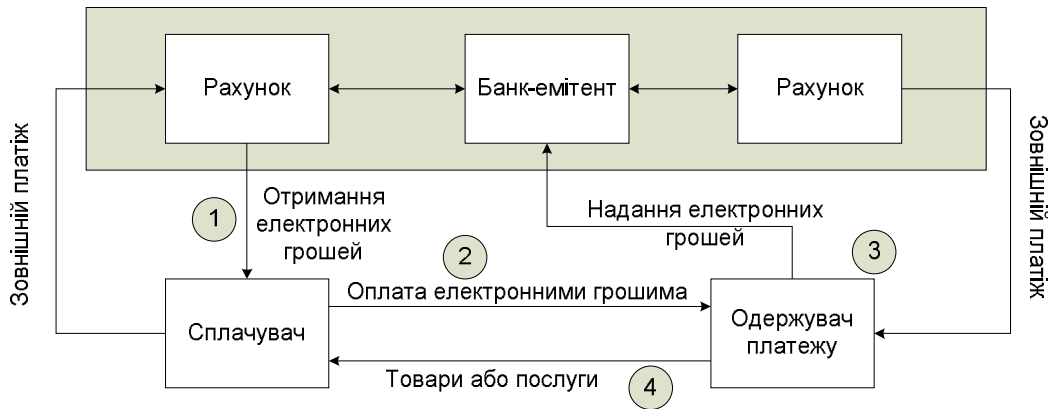 Рахунок
Банк-емітент
Рахунок
Зовнішній платіж
Зовнішній платіж
1
Отримання
електронних
грошей
Надання електронних
грошей
2
3
Оплата електронними грошима
Сплачувач
Одержувач
платежу
Товари або послуги
4